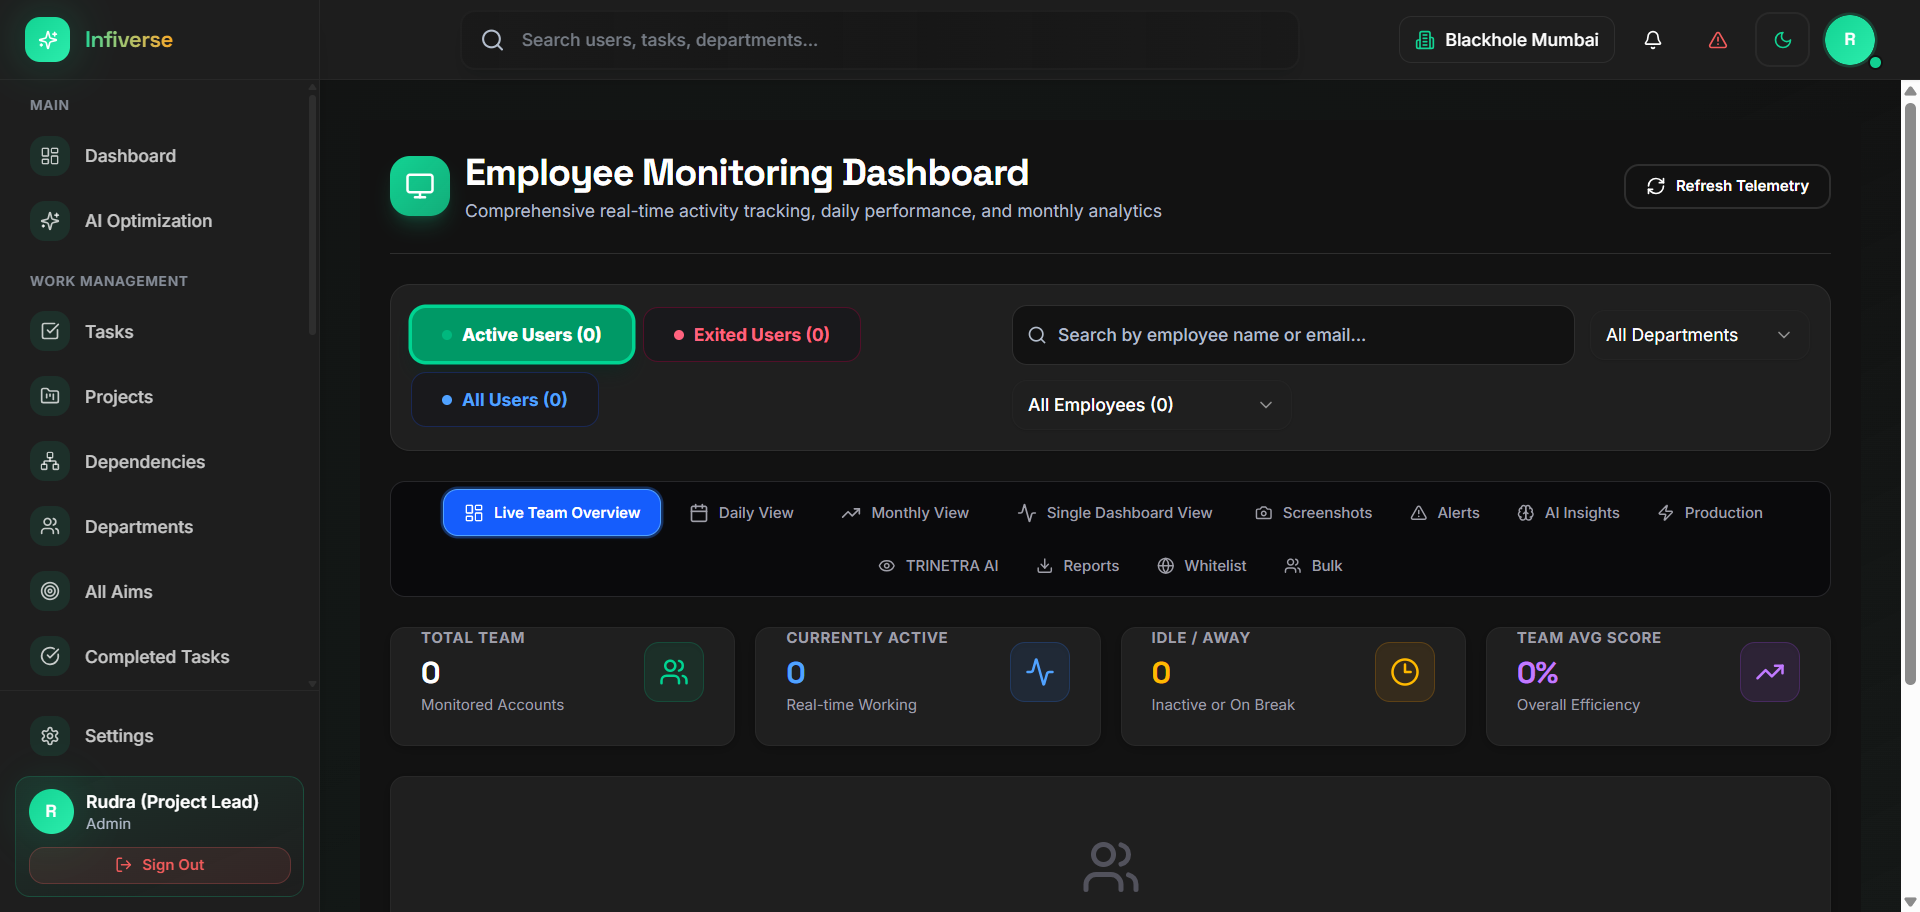 Infiverse
Search users, tasks, departments...
Blackhole Mumbai
R
MAIN
Dashboard
AI Optimization
WORK MANAGEMENT
Tasks
Projects
Dependencies
Departments
All Aims
Completed Tasks
Settings
R
Rudra (Project Lead)
Admin
Sign Out
Employee Monitoring Dashboard
Comprehensive real-time activity tracking, daily performance, and monthly analytics
Refresh Telemetry
Active Users (0)
Exited Users (0)
All Users (0)
Search by employee name or email...
All Departments
All Employees (0)
Live Team Overview
Daily View
Monthly View
Single Dashboard View
Screenshots
Alerts
AI Insights
Production
TRINETRA AI
Reports
Whitelist
Bulk
TOTAL TEAM
0
Monitored Accounts
CURRENTLY ACTIVE
0
Real-time Working
IDLE / AWAY
0
Inactive or On Break
TEAM AVG SCORE
0%
Overall Efficiency